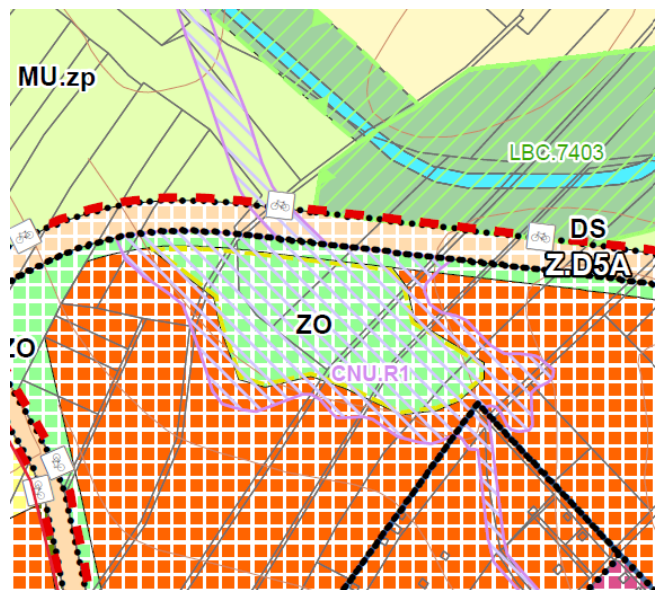 MU.zp
LBC.7403
DS
Z.D5A
ZO
ZO
CNU.R1